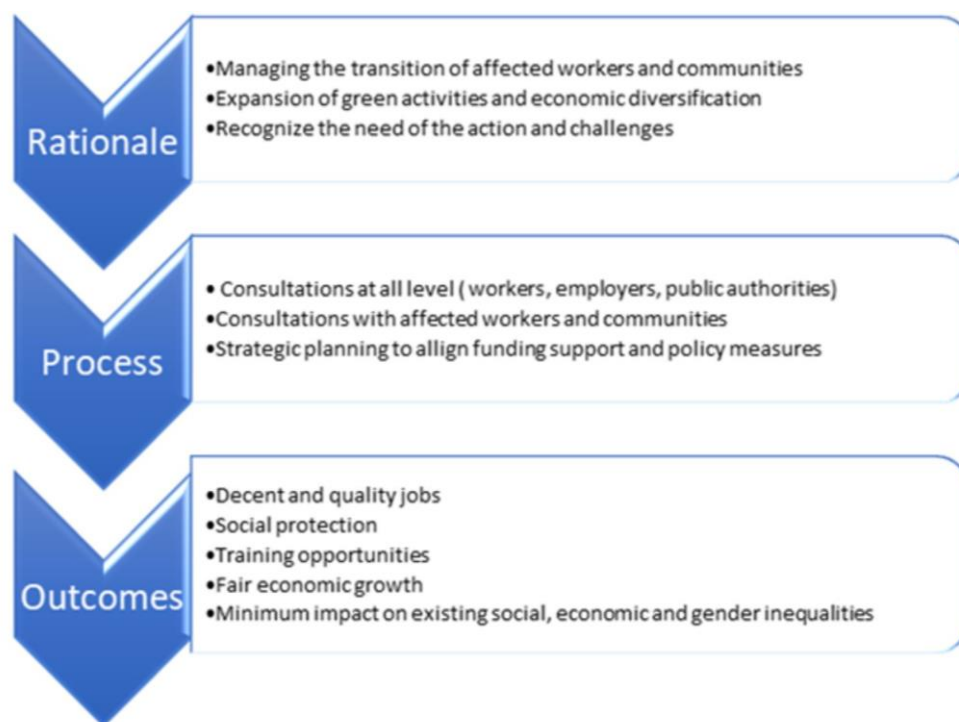 Rationale
•Managing the transition of affected workers and communities
•Expansion of green activities and economic diversification
•Recognize the need of the action and challenges
Process
• Consultations at all level ( workers, employers, public authorities)
•Consultations with affected workers and communities
•Strategic planning to allign funding support and policy measures
Outcomes
•Decent and quality jobs
•Social protection
•Training opportunities
•Fair economic growth
•Minimum impact on existing social, economic and gender inequalities